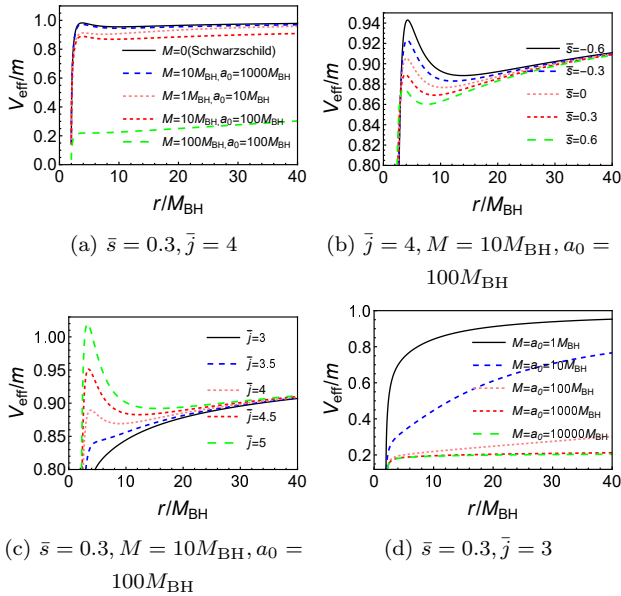 1.0
0.8
0.6
0.4
0.2
0.0
V_eff/m
M=0(Schwarzschild)
M=10M_BH,a_0=1000M_BH
M=1M_BH,a_0=10M_BH
M=10M_BH,a_0=100M_BH
M=100M_BH,a_0=100M_BH
0 10 20 30 40
r/M_BH
(a) s̄ = 0.3, j̄ = 4
0.94
0.92
0.90
0.88
0.86
0.84
0.82
0.80
V_eff/m
s̄=−0.6
s̄=−0.3
s̄=0
s̄=0.3
s̄=0.6
0 10 20 30 40
r/M_BH
(b) j̄ = 4, M = 10M_BH, a_0 =
100M_BH
1.00
0.95
0.90
0.85
0.80
V_eff/m
j̄=3
j̄=3.5
j̄=4
j̄=4.5
j̄=5
0 10 20 30 40
r/M_BH
(c) s̄ = 0.3, M = 10M_BH, a_0 =
100M_BH
1.0
0.8
0.6
0.4
0.2
V_eff/m
M=a_0=1M_BH
M=a_0=10M_BH
M=a_0=100M_BH
M=a_0=1000M_BH
M=a_0=10000M_BH
0 10 20 30 40
r/M_BH
(d) s̄ = 0.3, j̄ = 3